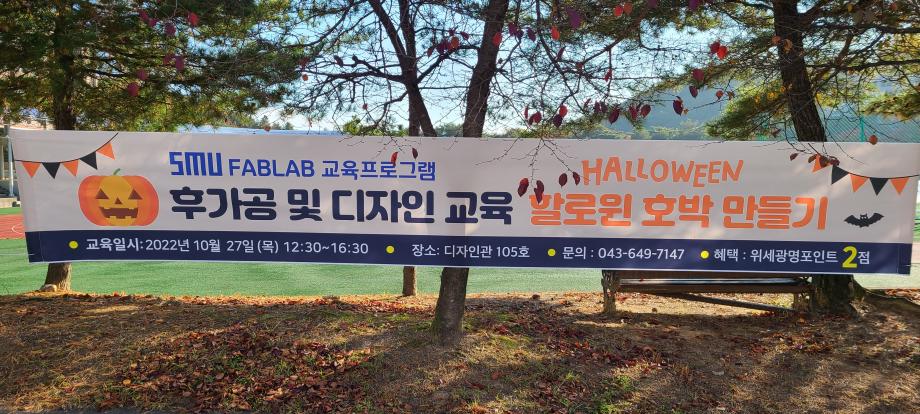 SMU FABLAB 교육프로그램
HALLOWEEN
후가공 및 디자인 교육 할로윈 호박 만들기
교육일시: 2022년 10월 27일(목) 12:30~16:30 장소: 디자인관 105호 문의 : 043-649-7147 혜택 : 위세광명포인트 2점